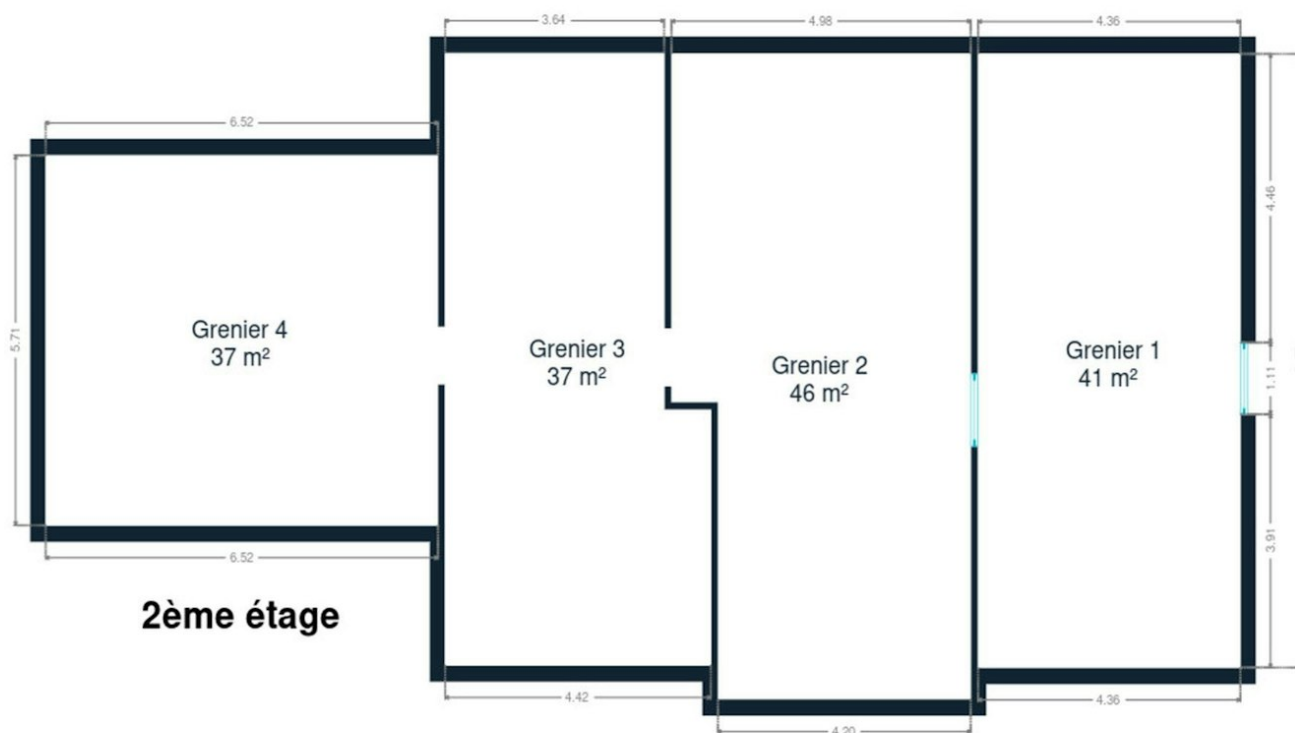 3.64
4.98
4.36
6.52
4.46
5.71
Grenier 4
37 m²
Grenier 3
37 m²
Grenier 2
46 m²
Grenier 1
41 m²
1.11
3.91
6.52
2ème étage
4.42
4.36
4.20